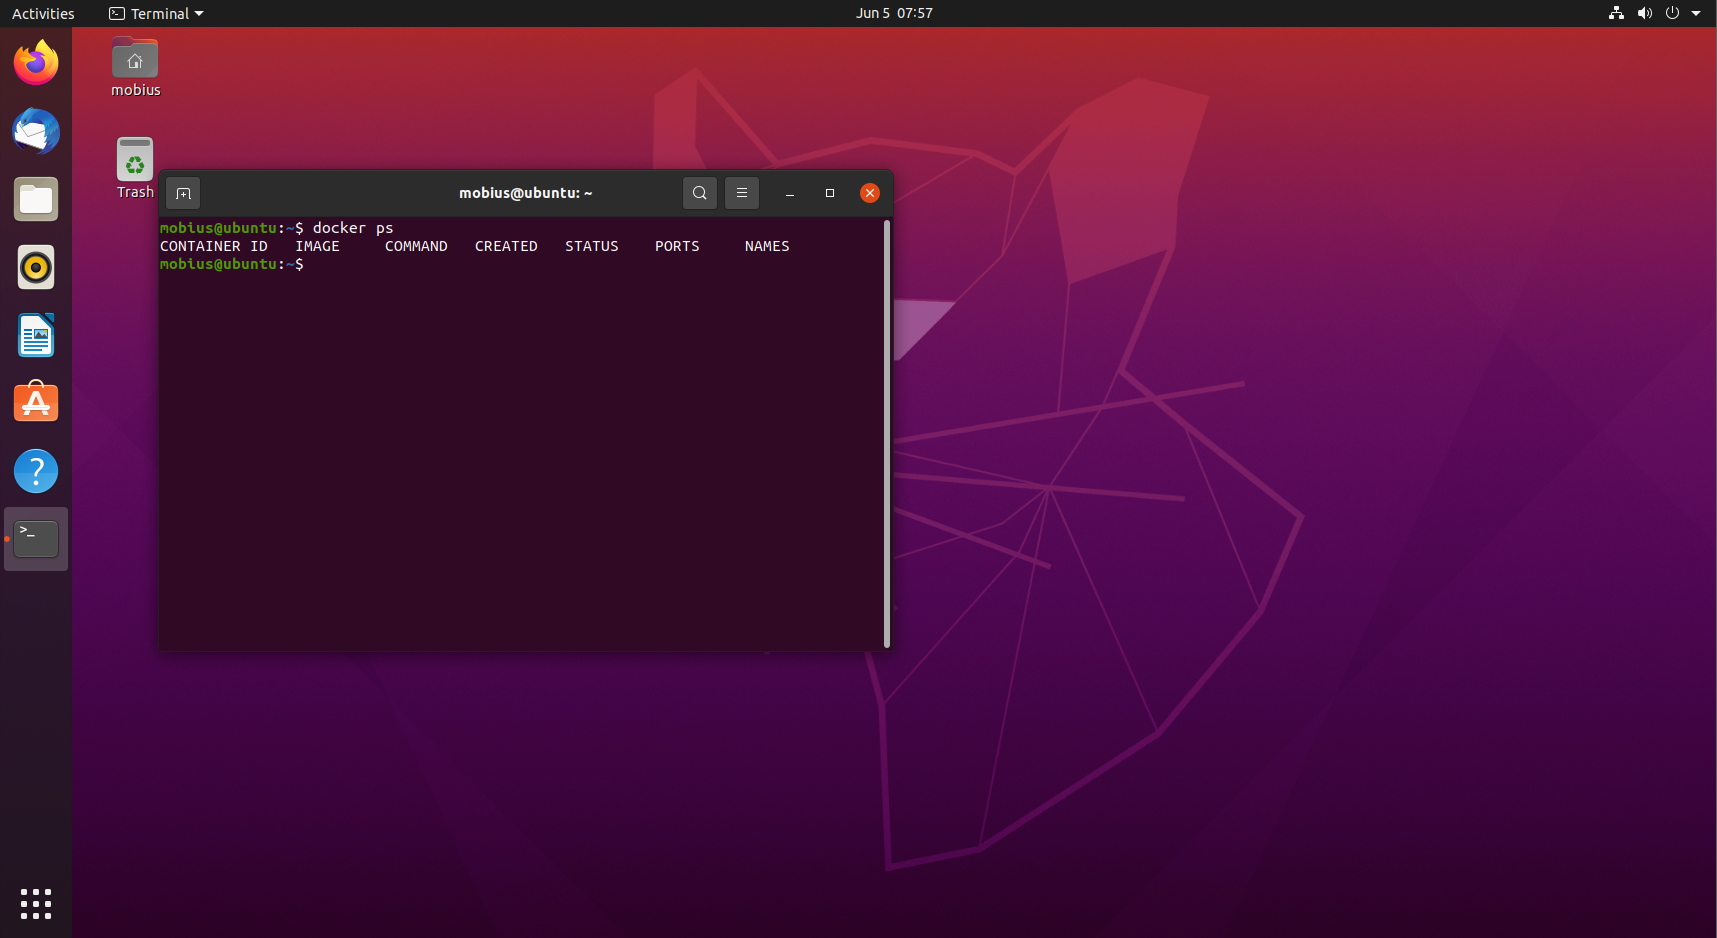 Activities Terminal Jun 5 07:57
mobius
Trash
mobius@ubuntu: ~
mobius@ubuntu:~$ docker ps
CONTAINER ID IMAGE COMMAND CREATED STATUS PORTS NAMES
mobius@ubuntu:~$